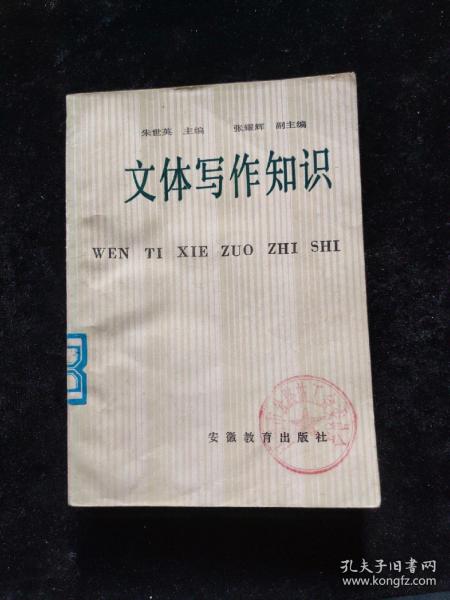 朱世英 主编 张耀辉 副主编
文体写作知识
WEN TI XIE ZUO ZHI SHI
安徽教育出版社
孔夫子旧书网
www.kongfz.com